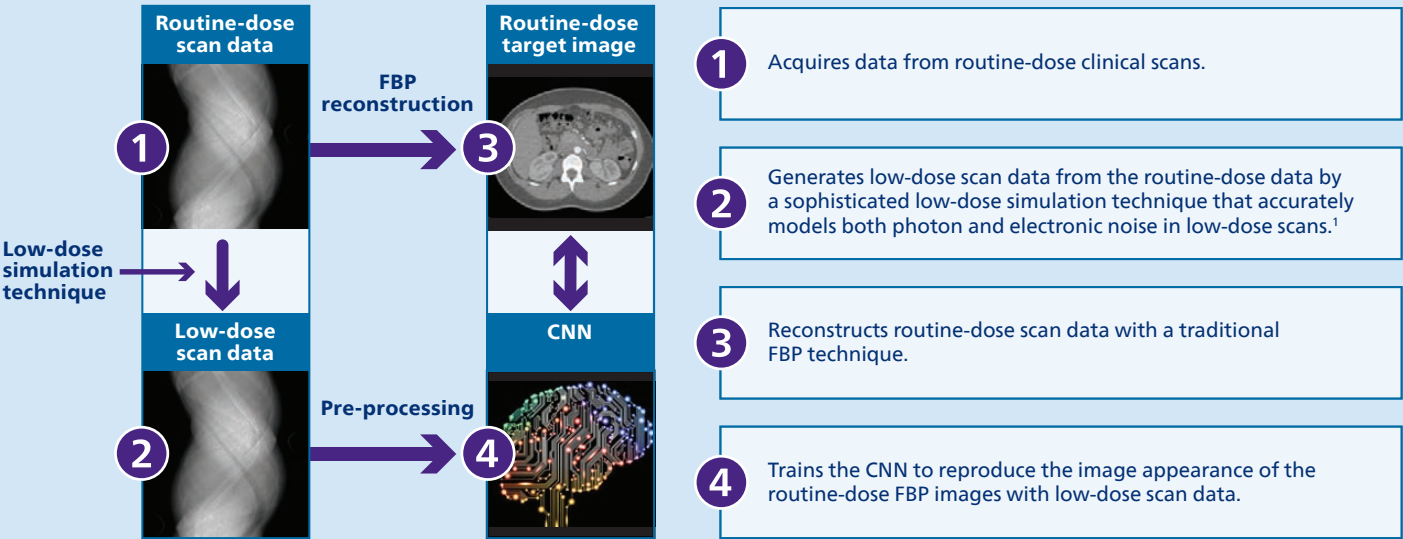 Routine-dose
scan data
Routine-dose
target image
FBP
reconstruction
1
3
Low-dose
simulation
technique
Low-dose
scan data
CNN
Pre-processing
2
4
1
Acquires data from routine-dose clinical scans.
2
Generates low-dose scan data from the routine-dose data by
a sophisticated low-dose simulation technique that accurately
models both photon and electronic noise in low-dose scans.¹
3
Reconstructs routine-dose scan data with a traditional
FBP technique.
4
Trains the CNN to reproduce the image appearance of the
routine-dose FBP images with low-dose scan data.